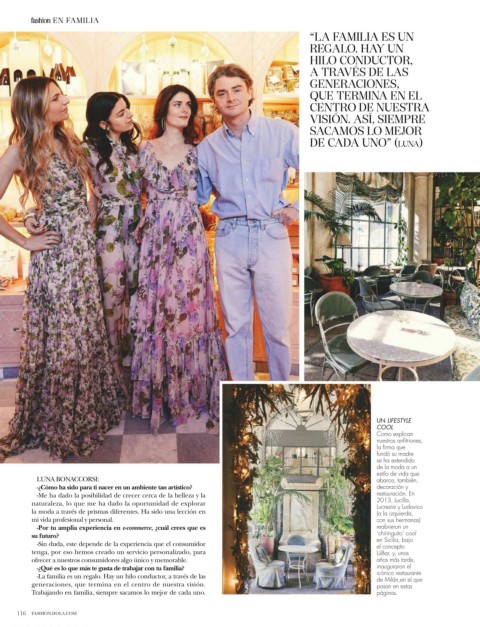 fashion EN FAMILIA
“LA FAMILIA ES UN
REGALO. HAY UN
HILO CONDUCTOR,
A TRAVÉS DE LAS
GENERACIONES,
QUE TERMINA EN EL
CENTRO DE NUESTRA
VISIÓN. ASÍ, SIEMPRE
SACAMOS LO MEJOR
DE CADA UNO” (LUNA)
UN LIFESTYLE
COOL
Como explican
nuestros anfitriones,
la firma que
fundó su madre
se ha extendido
de la moda a un
estilo de vida que
abarca, también,
decoración y
restauración. En
2013, Lucilla,
Lucrezia y Ludovico
(a la izquierda,
con sus hermanas)
reabrieron un
‘chiringuito’ cool
en Sicilia, bajo
el concepto
LùBar, y, unos
años más tarde,
inauguraron el
icónico restaurante
de Milán, en el que
posan en estas
páginas.
LUNA BONACCORSI:
-¿Cómo ha sido para ti nacer en un ambiente tan artístico?
-Me ha dado la posibilidad de crecer cerca de la belleza y la
naturaleza, lo que me ha dado la oportunidad de explorar
la moda a través de prismas diferentes. Ha sido una lección en
mi vida profesional y personal.
-Por tu amplia experiencia en e-commerce, ¿cuál crees que es
su futuro?
-Sin duda, este depende de la experiencia que el consumidor
tenga, por eso hemos creado un servicio personalizado, para
ofrecer a nuestros consumidores algo único y memorable.
-¿Qué es lo que más te gusta de trabajar con tu familia?
-La familia es un regalo. Hay un hilo conductor, a través de las
generaciones, que termina en el centro de nuestra visión.
Trabajando en familia, siempre sacamos lo mejor de cada uno.
116 FASHION.HOLA.COM